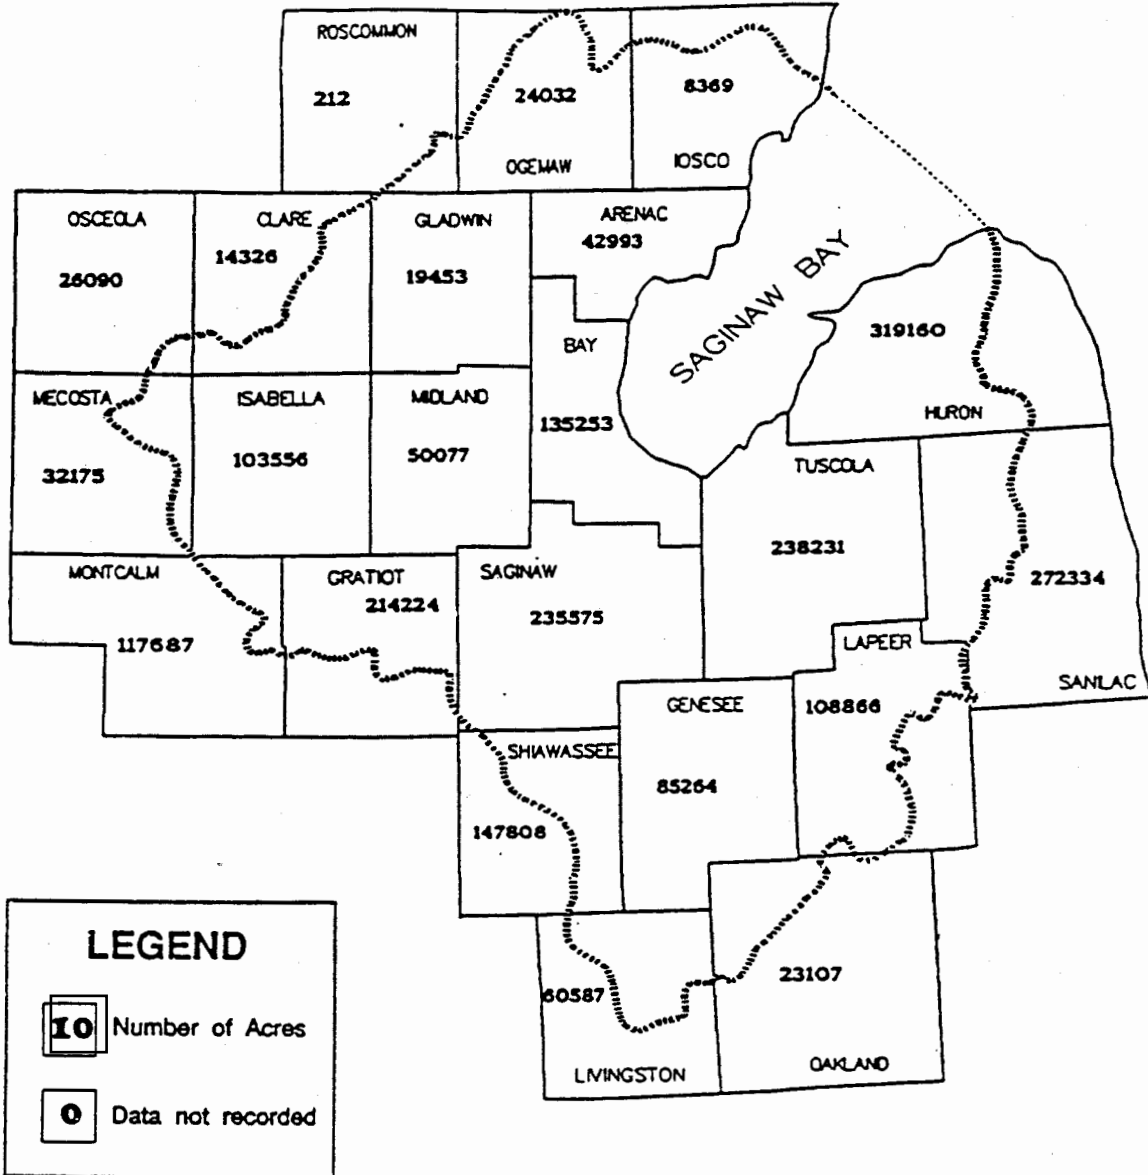 ROSCOMMON
212
24032
OGEMAW
8369
IOSCO
OSCEOLA
26090
CLARE
14326
GLADWIN
19453
ARENAC
42993
SAGINAW BAY
BAY
135253
319160
HURON
MECOSTA
32175
ISABELLA
103556
MIDLAND
50077
TUSCOLA
238231
272334
SANILAC
MONTCALM
117687
GRATIOT
214224
SAGINAW
235575
LAPEER
108866
GENESEE
85264
SHIAWASSEE
147808
60587
LIVINGSTON
23107
OAKLAND
LEGEND
10 Number of Acres
0 Data not recorded